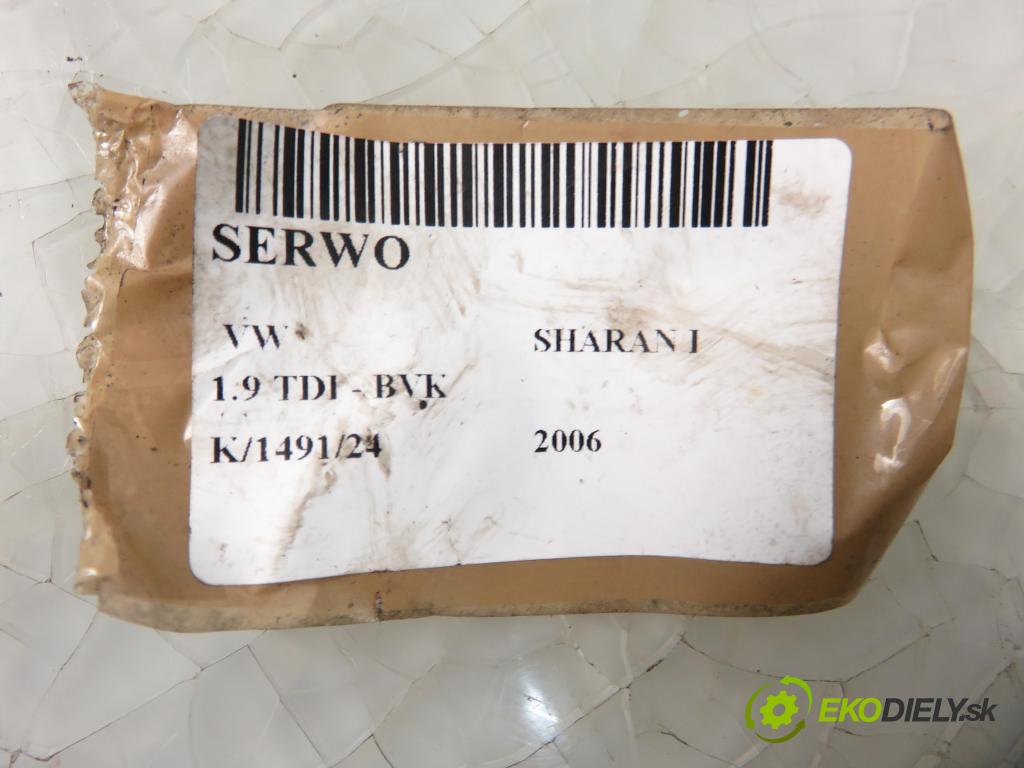 SERWO
VW SHARAN I
1.9 TDI - BVK
K/1491/24 2006
EKODIELY.sk